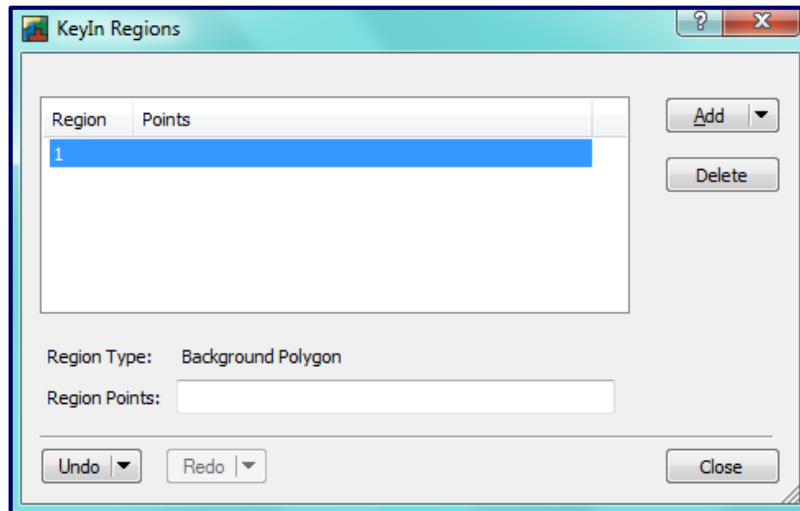 KeyIn Regions
Region Points
Add
1
Delete
Region Type: Background Polygon
Region Points:
Undo Redo Close